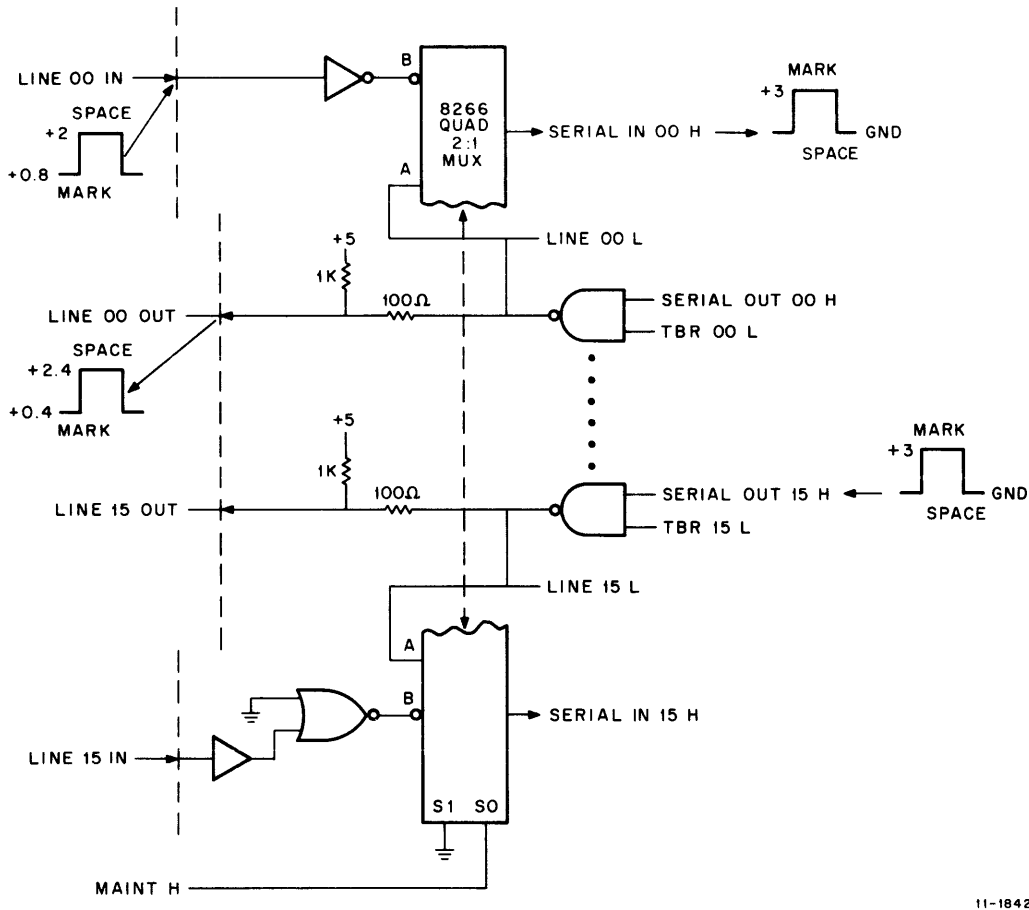 LINE 00 IN
SPACE
+2
+0.8
MARK
B
8266
QUAD
2:1
MUX
A
SERIAL IN 00 H
MARK
+3
GND
SPACE
LINE 00 L
+5
1K
100Ω
LINE 00 OUT
SERIAL OUT 00 H
TBR 00 L
SPACE
+2.4
+0.4
MARK
+5
1K
100Ω
LINE 15 OUT
SERIAL OUT 15 H
TBR 15 L
MARK
+3
GND
SPACE
LINE 15 L
A
B
SERIAL IN 15 H
LINE 15 IN
S1 S0
MAINT H
11-1842